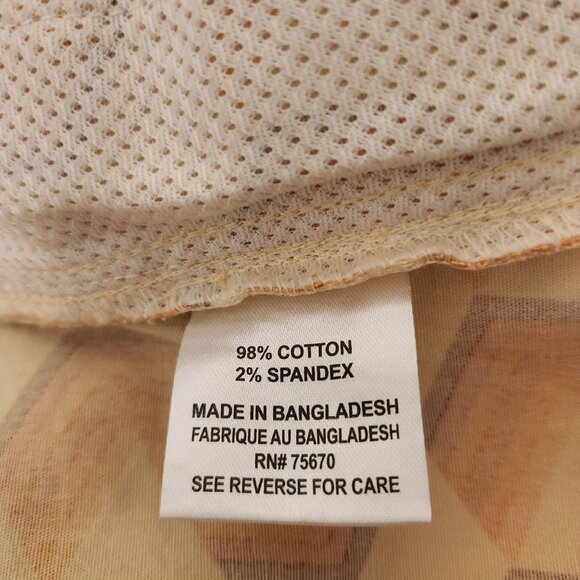 98% COTTON
2% SPANDEX
MADE IN BANGLADESH
FABRIQUE AU BANGLADESH
RN# 75670
SEE REVERSE FOR CARE